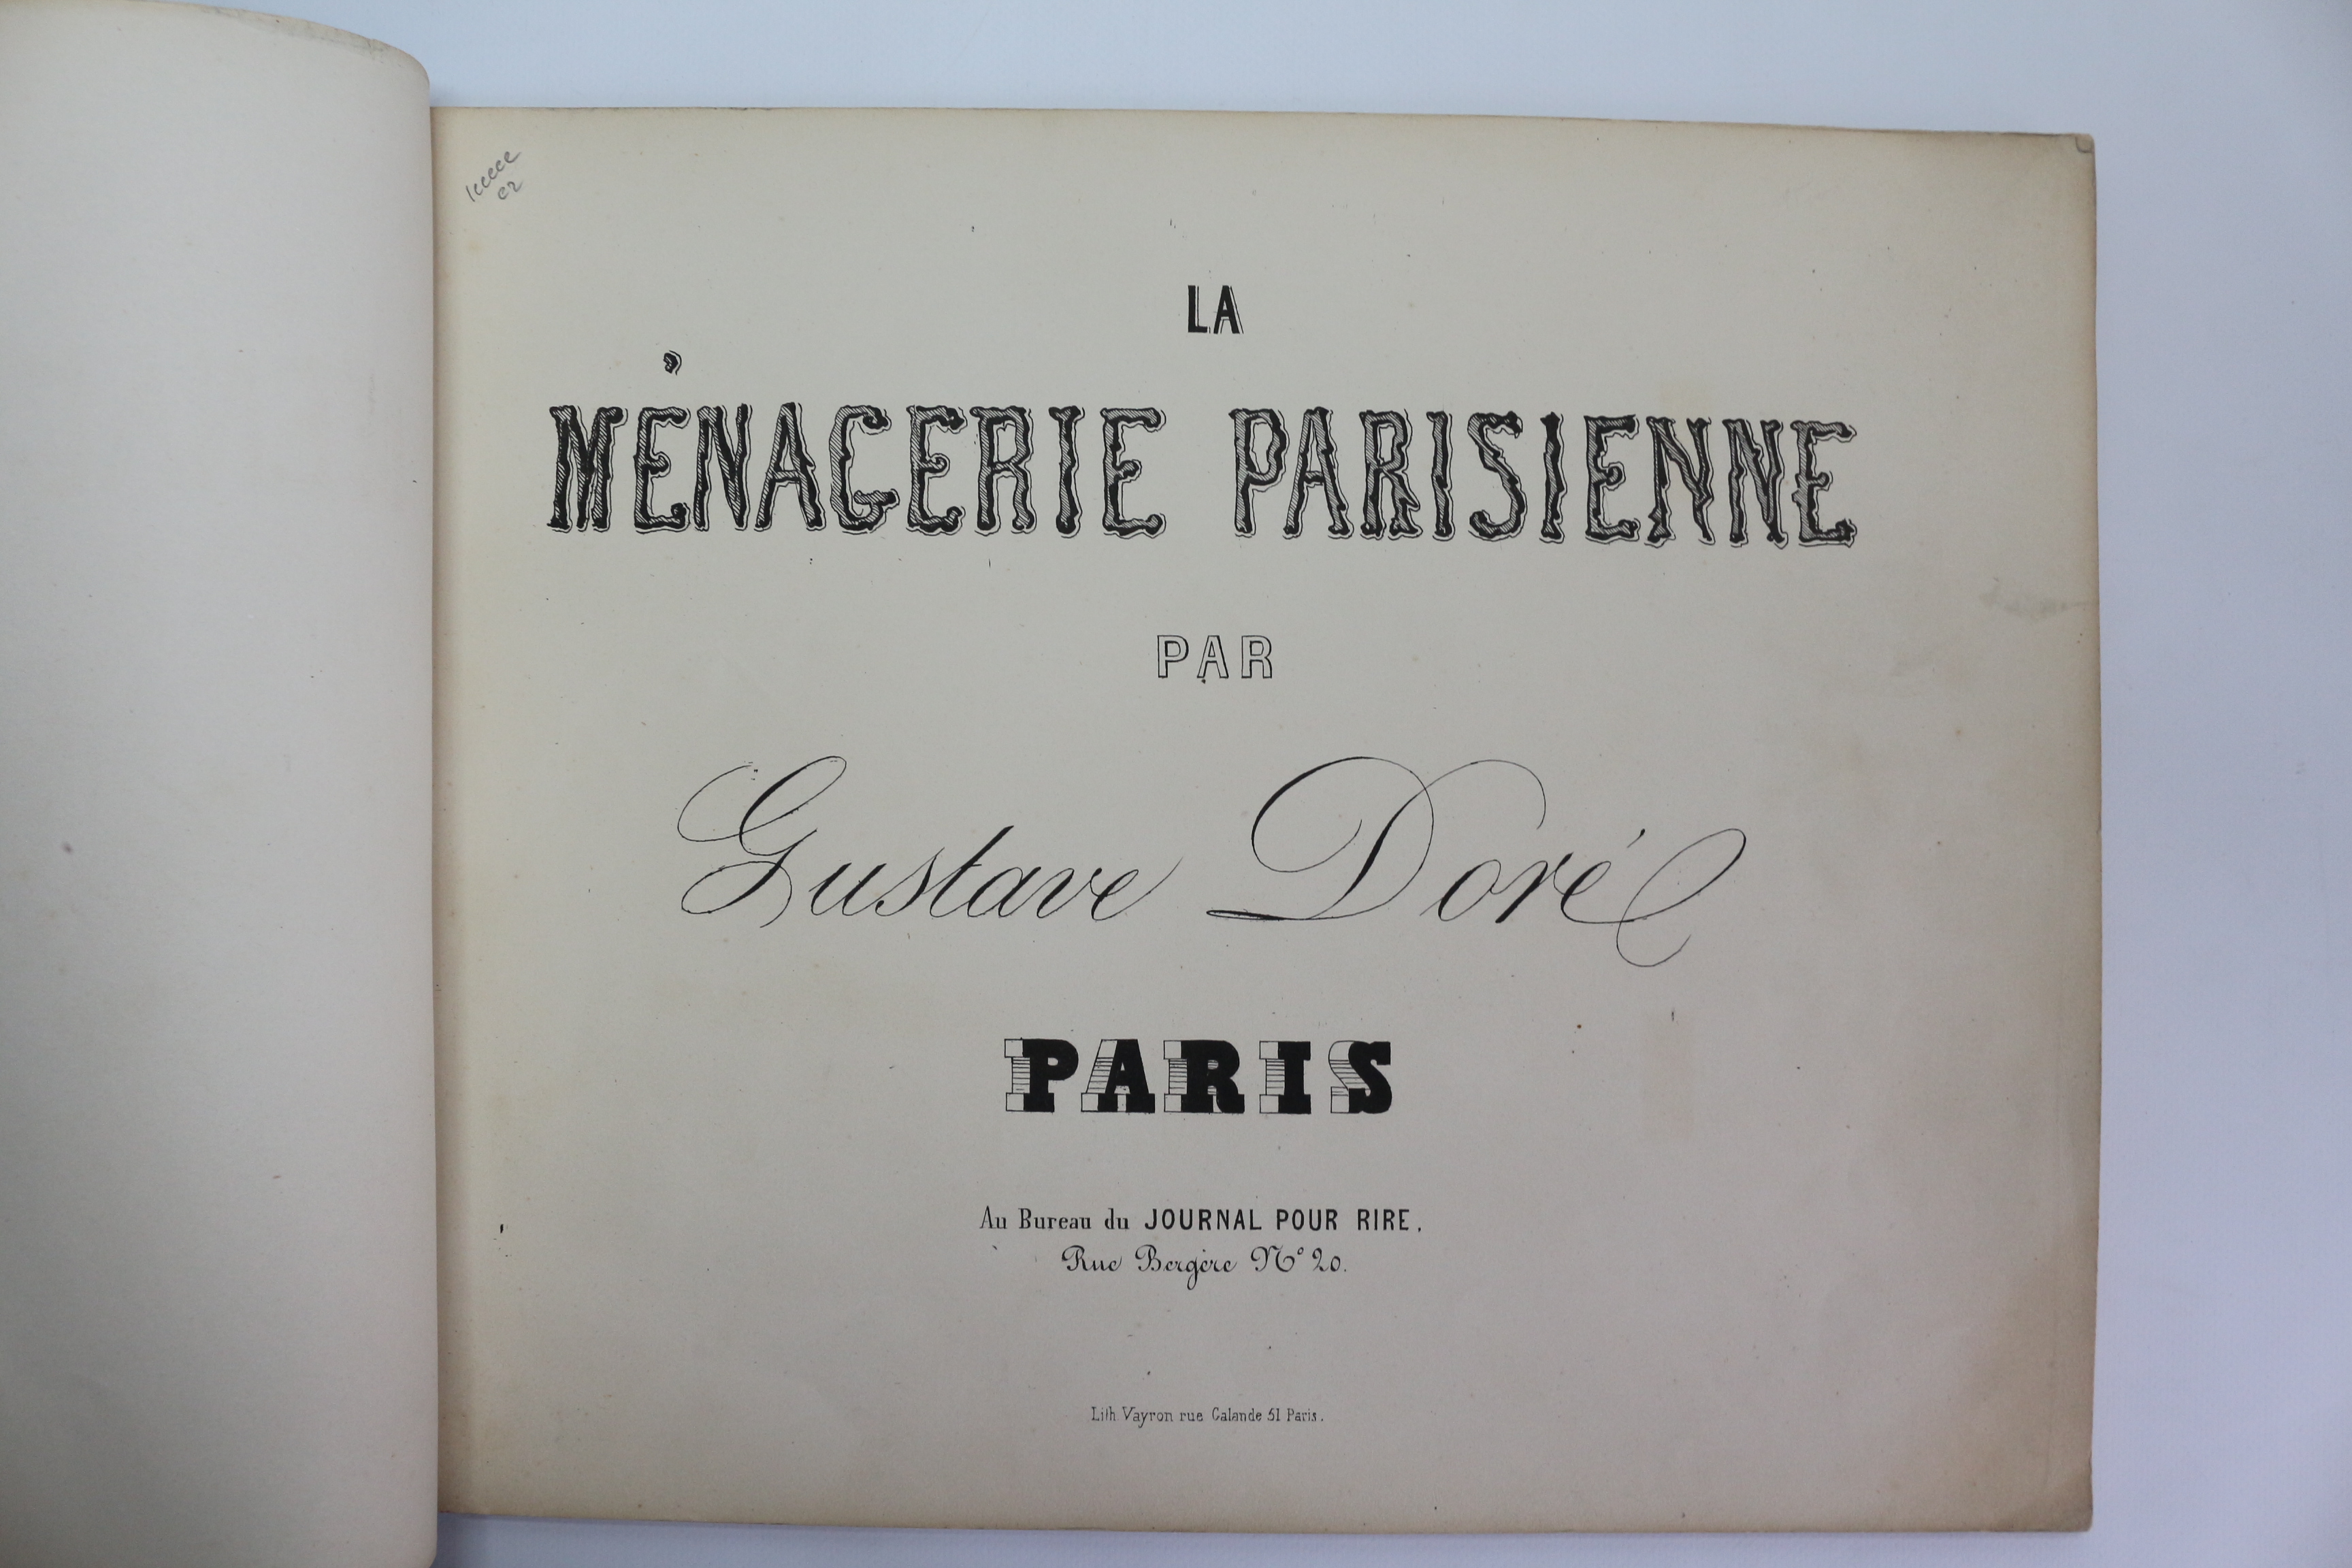 LA
MÉNAGERIE PARISIENNE
PAR
Gustave Doré
PARIS
Au Bureau du JOURNAL POUR RIRE.
Rue Bergère N° 20.
Lith. Vayron rue Galande 51 Paris.